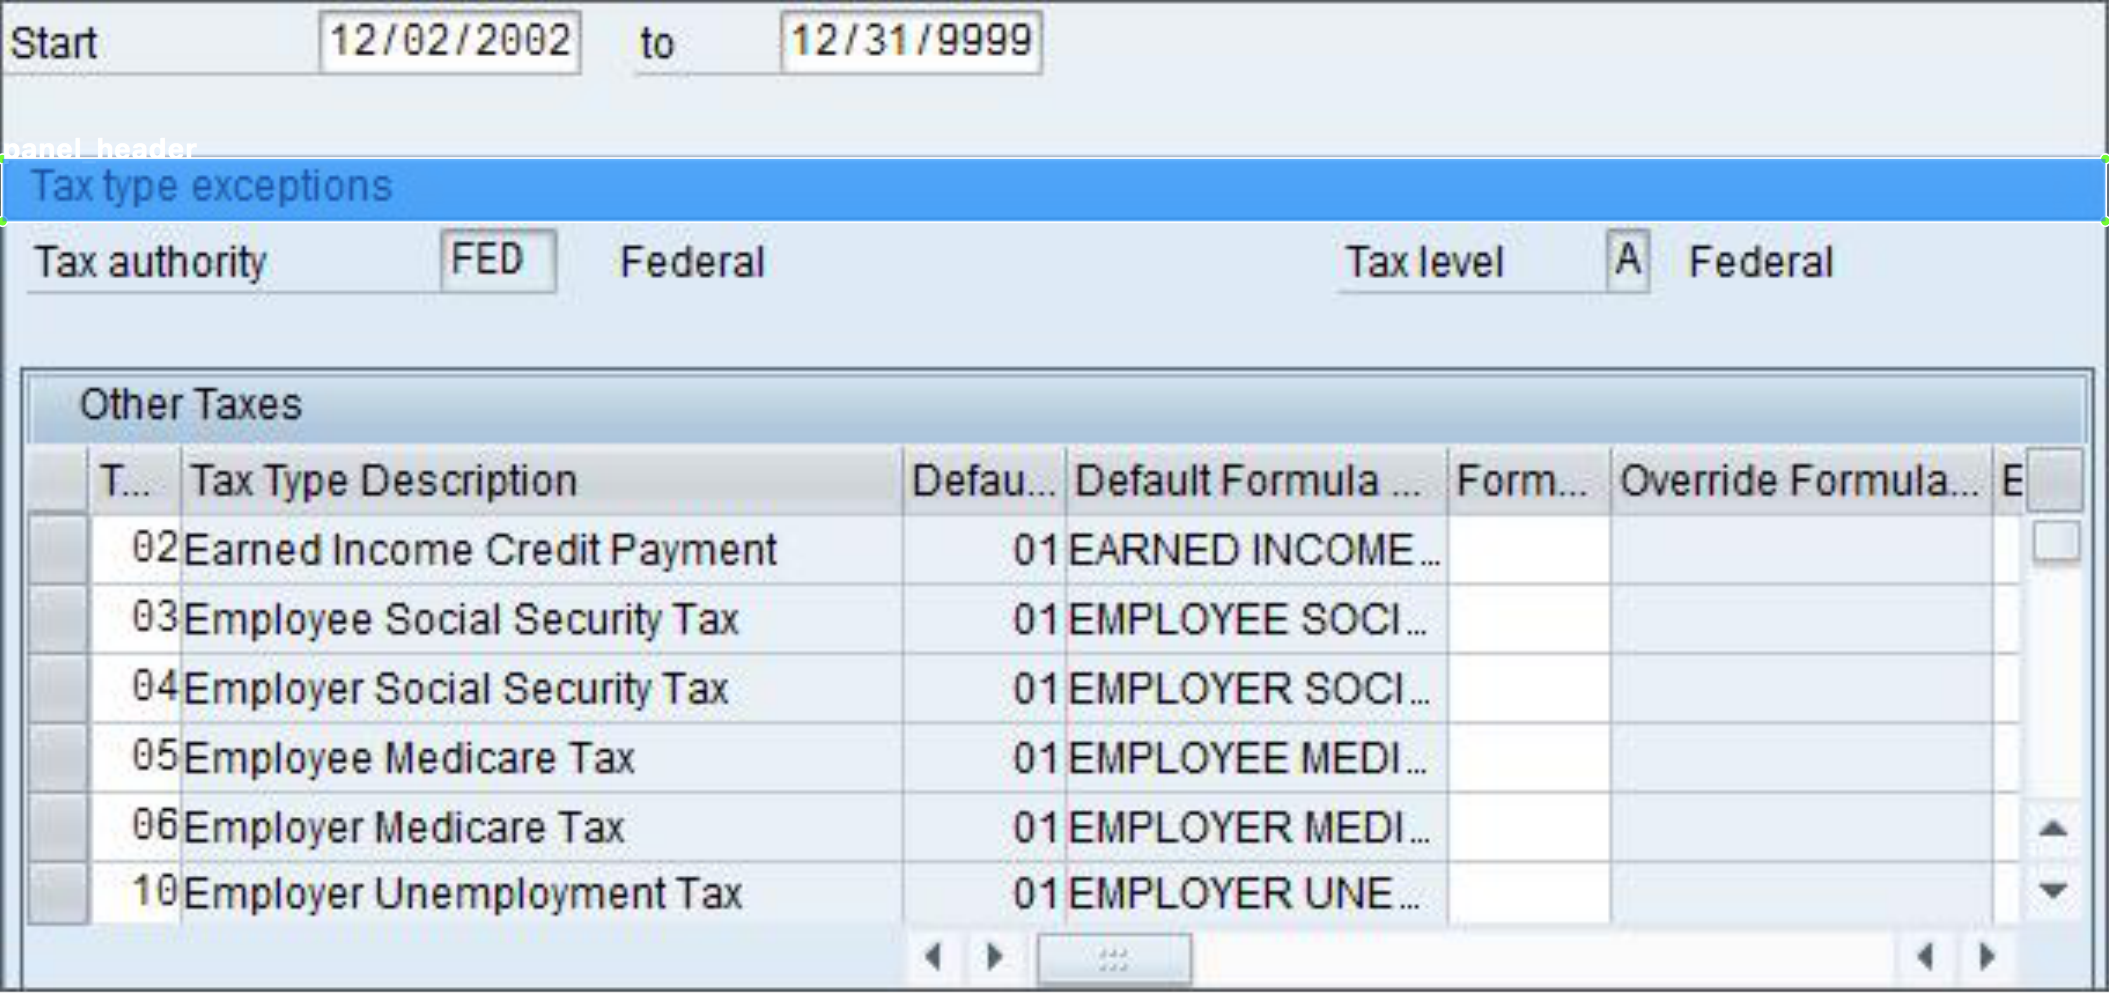 Start 12/02/2002 to 12/31/9999
panel_header
Tax type exceptions
Tax authority FED Federal Tax level A Federal
Other Taxes
T... Tax Type Description Defau... Default Formula ... Form... Override Formula... E
02 Earned Income Credit Payment 01 EARNED INCOME...
03 Employee Social Security Tax 01 EMPLOYEE SOCI...
04 Employer Social Security Tax 01 EMPLOYER SOCI...
05 Employee Medicare Tax 01 EMPLOYEE MEDI...
06 Employer Medicare Tax 01 EMPLOYER MEDI...
10 Employer Unemployment Tax 01 EMPLOYER UNE...